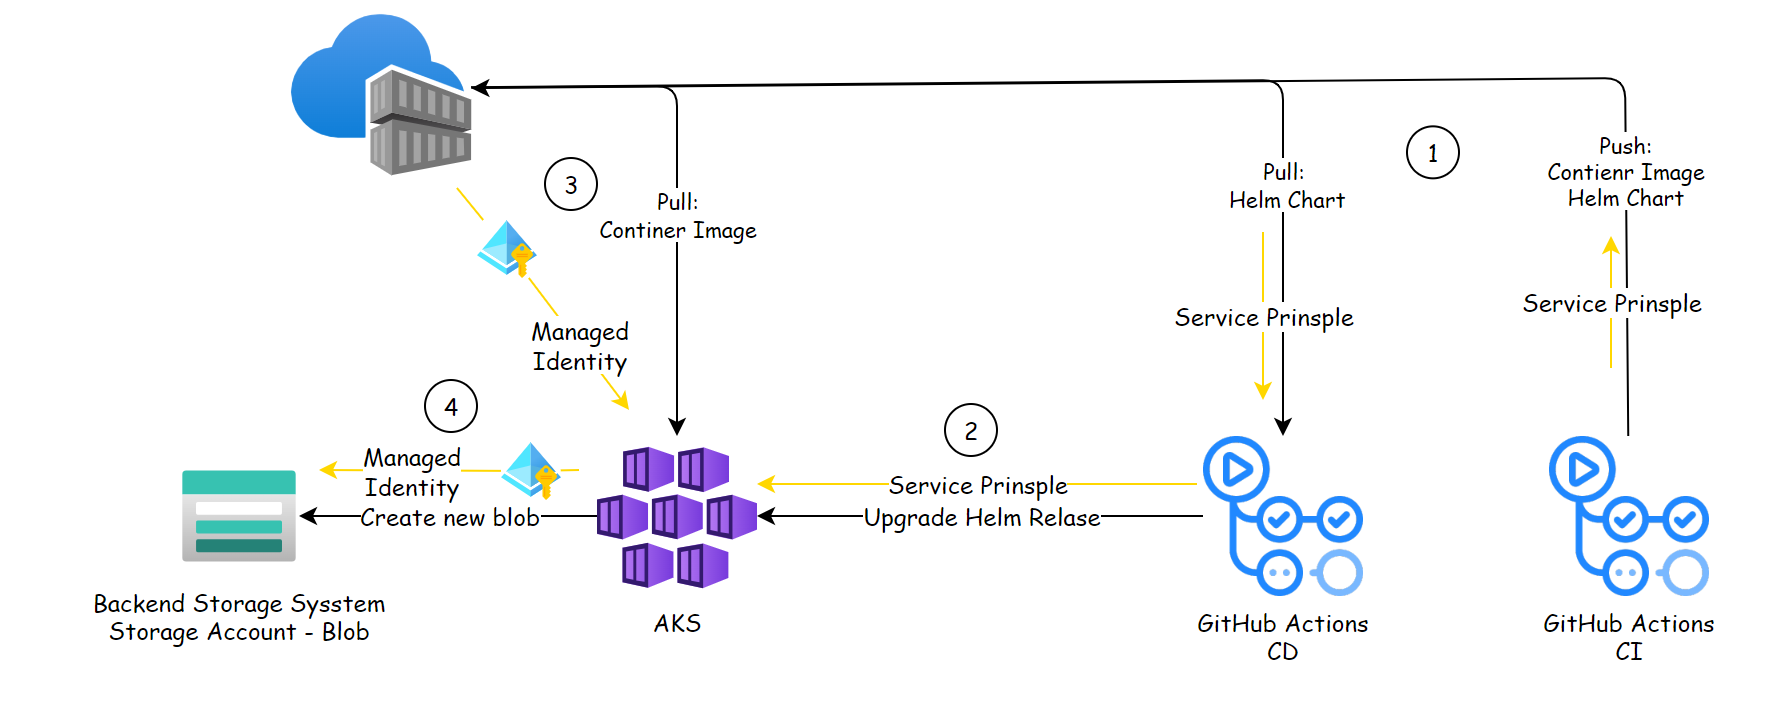 1
Push:
Contienr Image
Helm Chart
Pull:
Helm Chart
3
Pull:
Continer Image
Service Prinsple
Service Prinsple
Managed
Identity
4
2
Managed
Identity
Create new blob
Service Prinsple
Upgrade Helm Relase
Backend Storage Sysstem
Storage Account - Blob
AKS
GitHub Actions
CD
GitHub Actions
CI